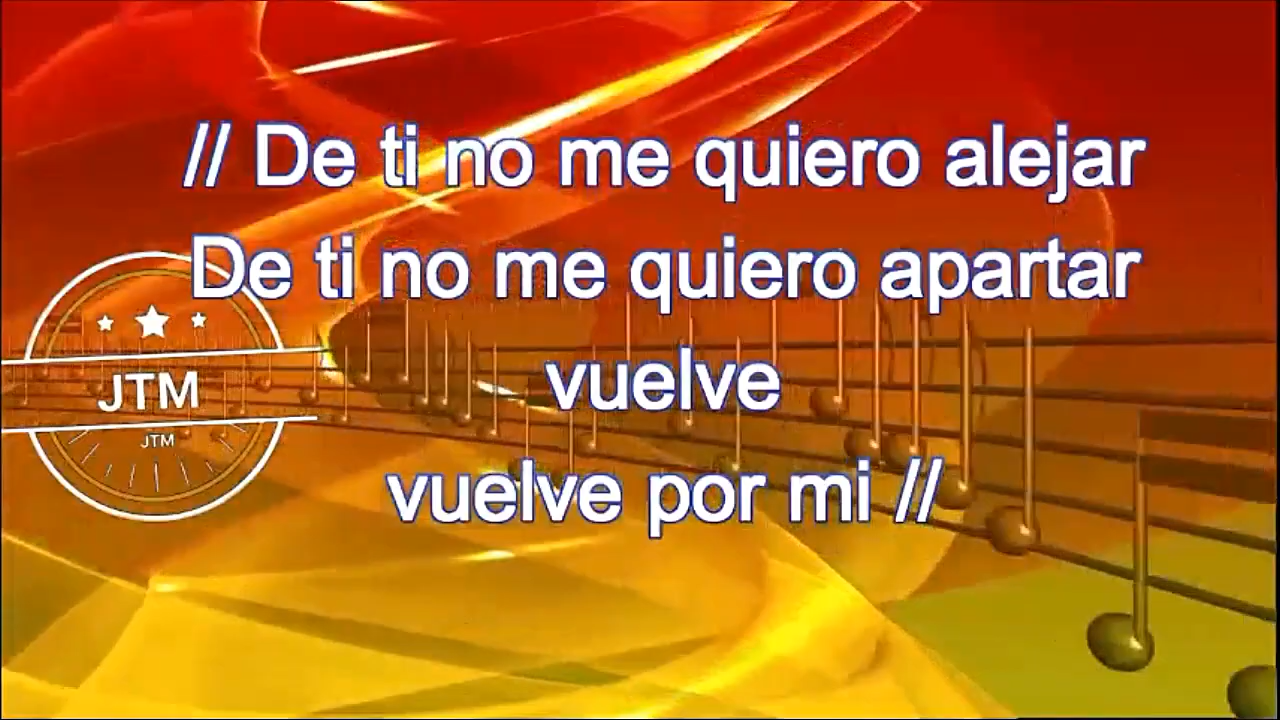 // De ti no me quiero alejar
De ti no me quiero apartar
vuelve
vuelve por mi //
JTM
JTM